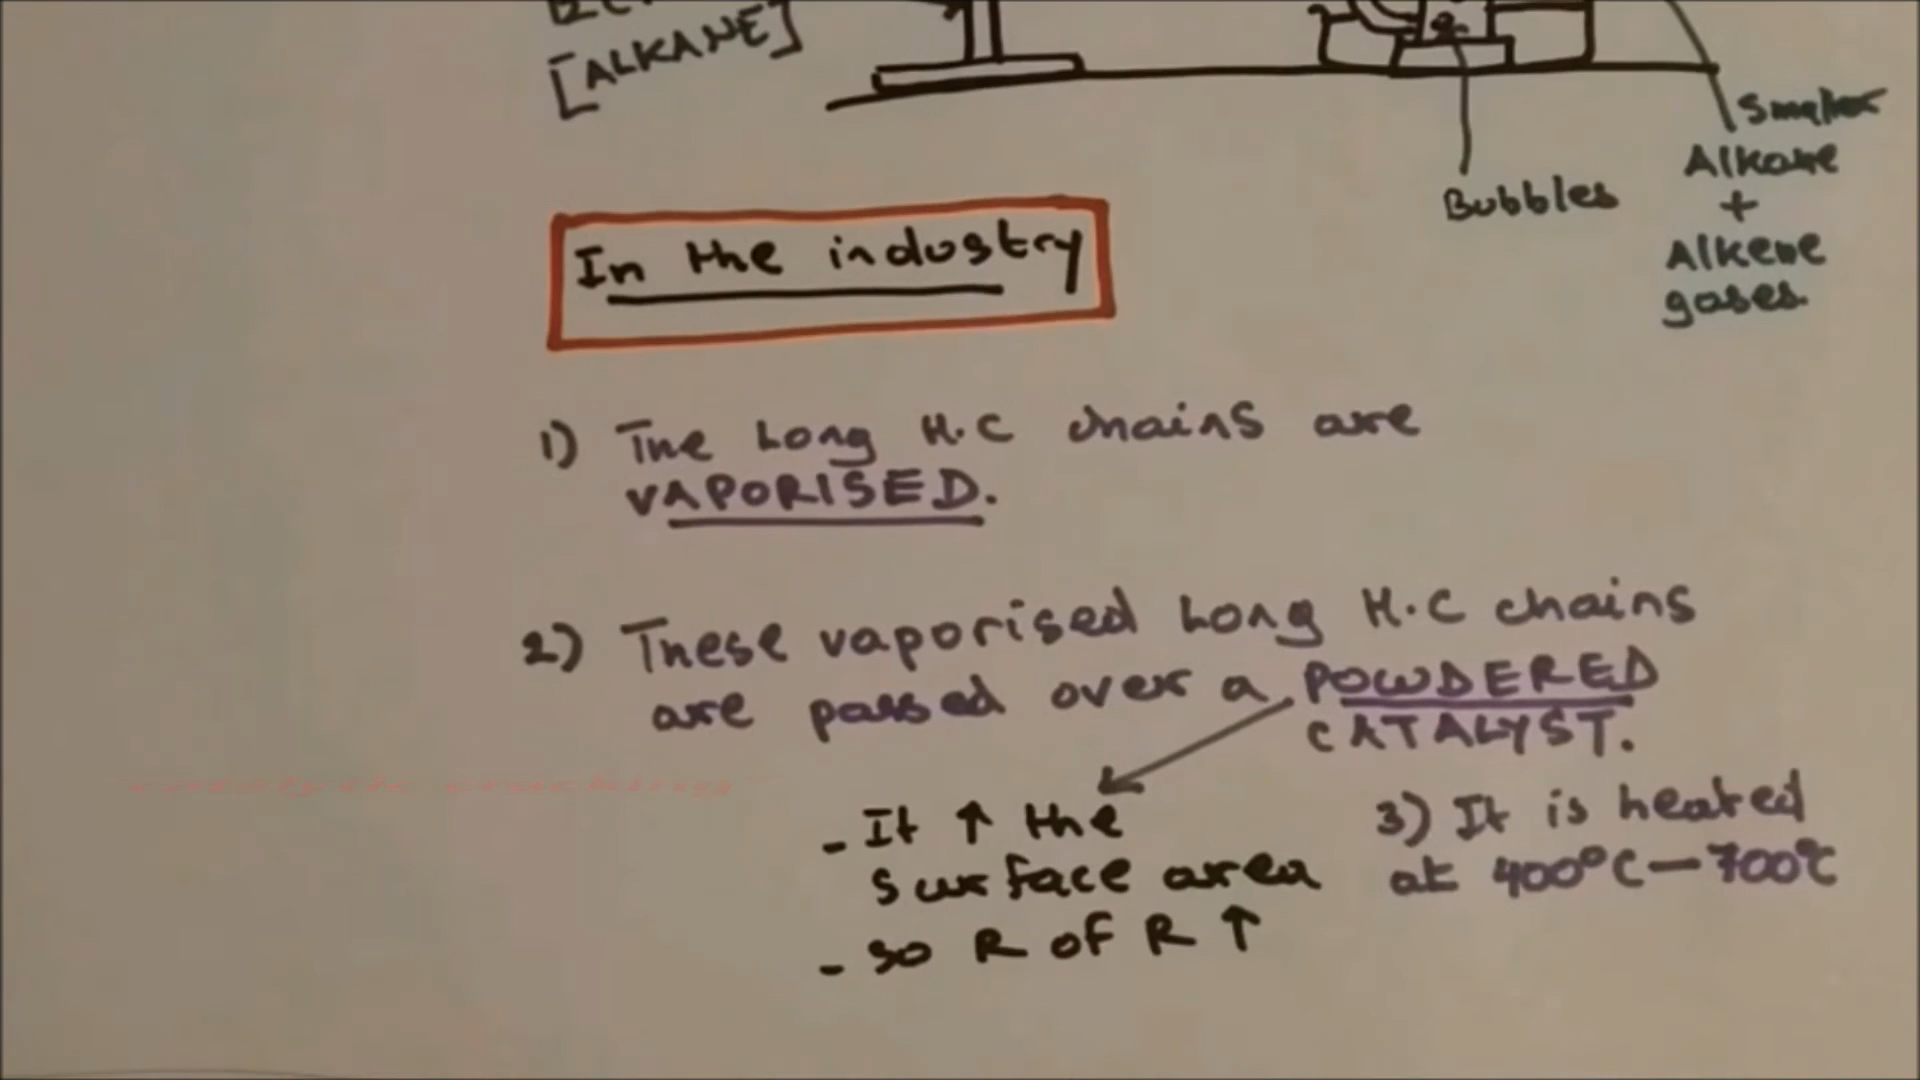 [ALKANE]
Smaller
Alkane
+
Alkene
gases.
Bubbles
In the industry
1) The Long H.C chains are
VAPORISED.
2) These vaporised Long H.C chains
are passed over a POWDERED
CATALYST.
- It ↑ the
surface area
- so R of R ↑
3) It is heated
at 400°C-700°C